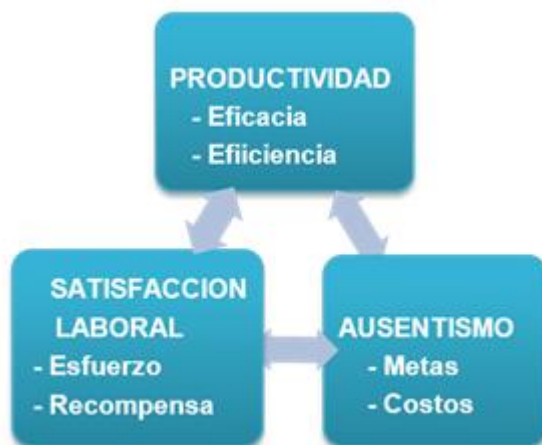 PRODUCTIVIDAD
- Eficacia
- Efiiciencia
SATISFACCION
LABORAL
- Esfuerzo
- Recompensa
AUSENTISMO
- Metas
- Costos